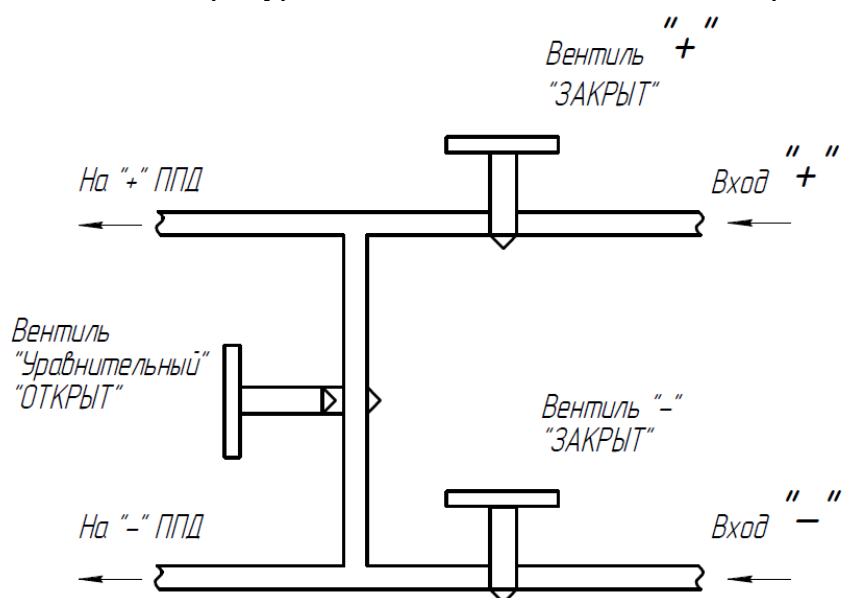 Вентиль "+"
"ЗАКРЫТ"
На "+" ППД
Вход "+"
Вентиль
"Уравнительный"
"ОТКРЫТ"
Вентиль "–"
"ЗАКРЫТ"
На "–" ППД
Вход "–"